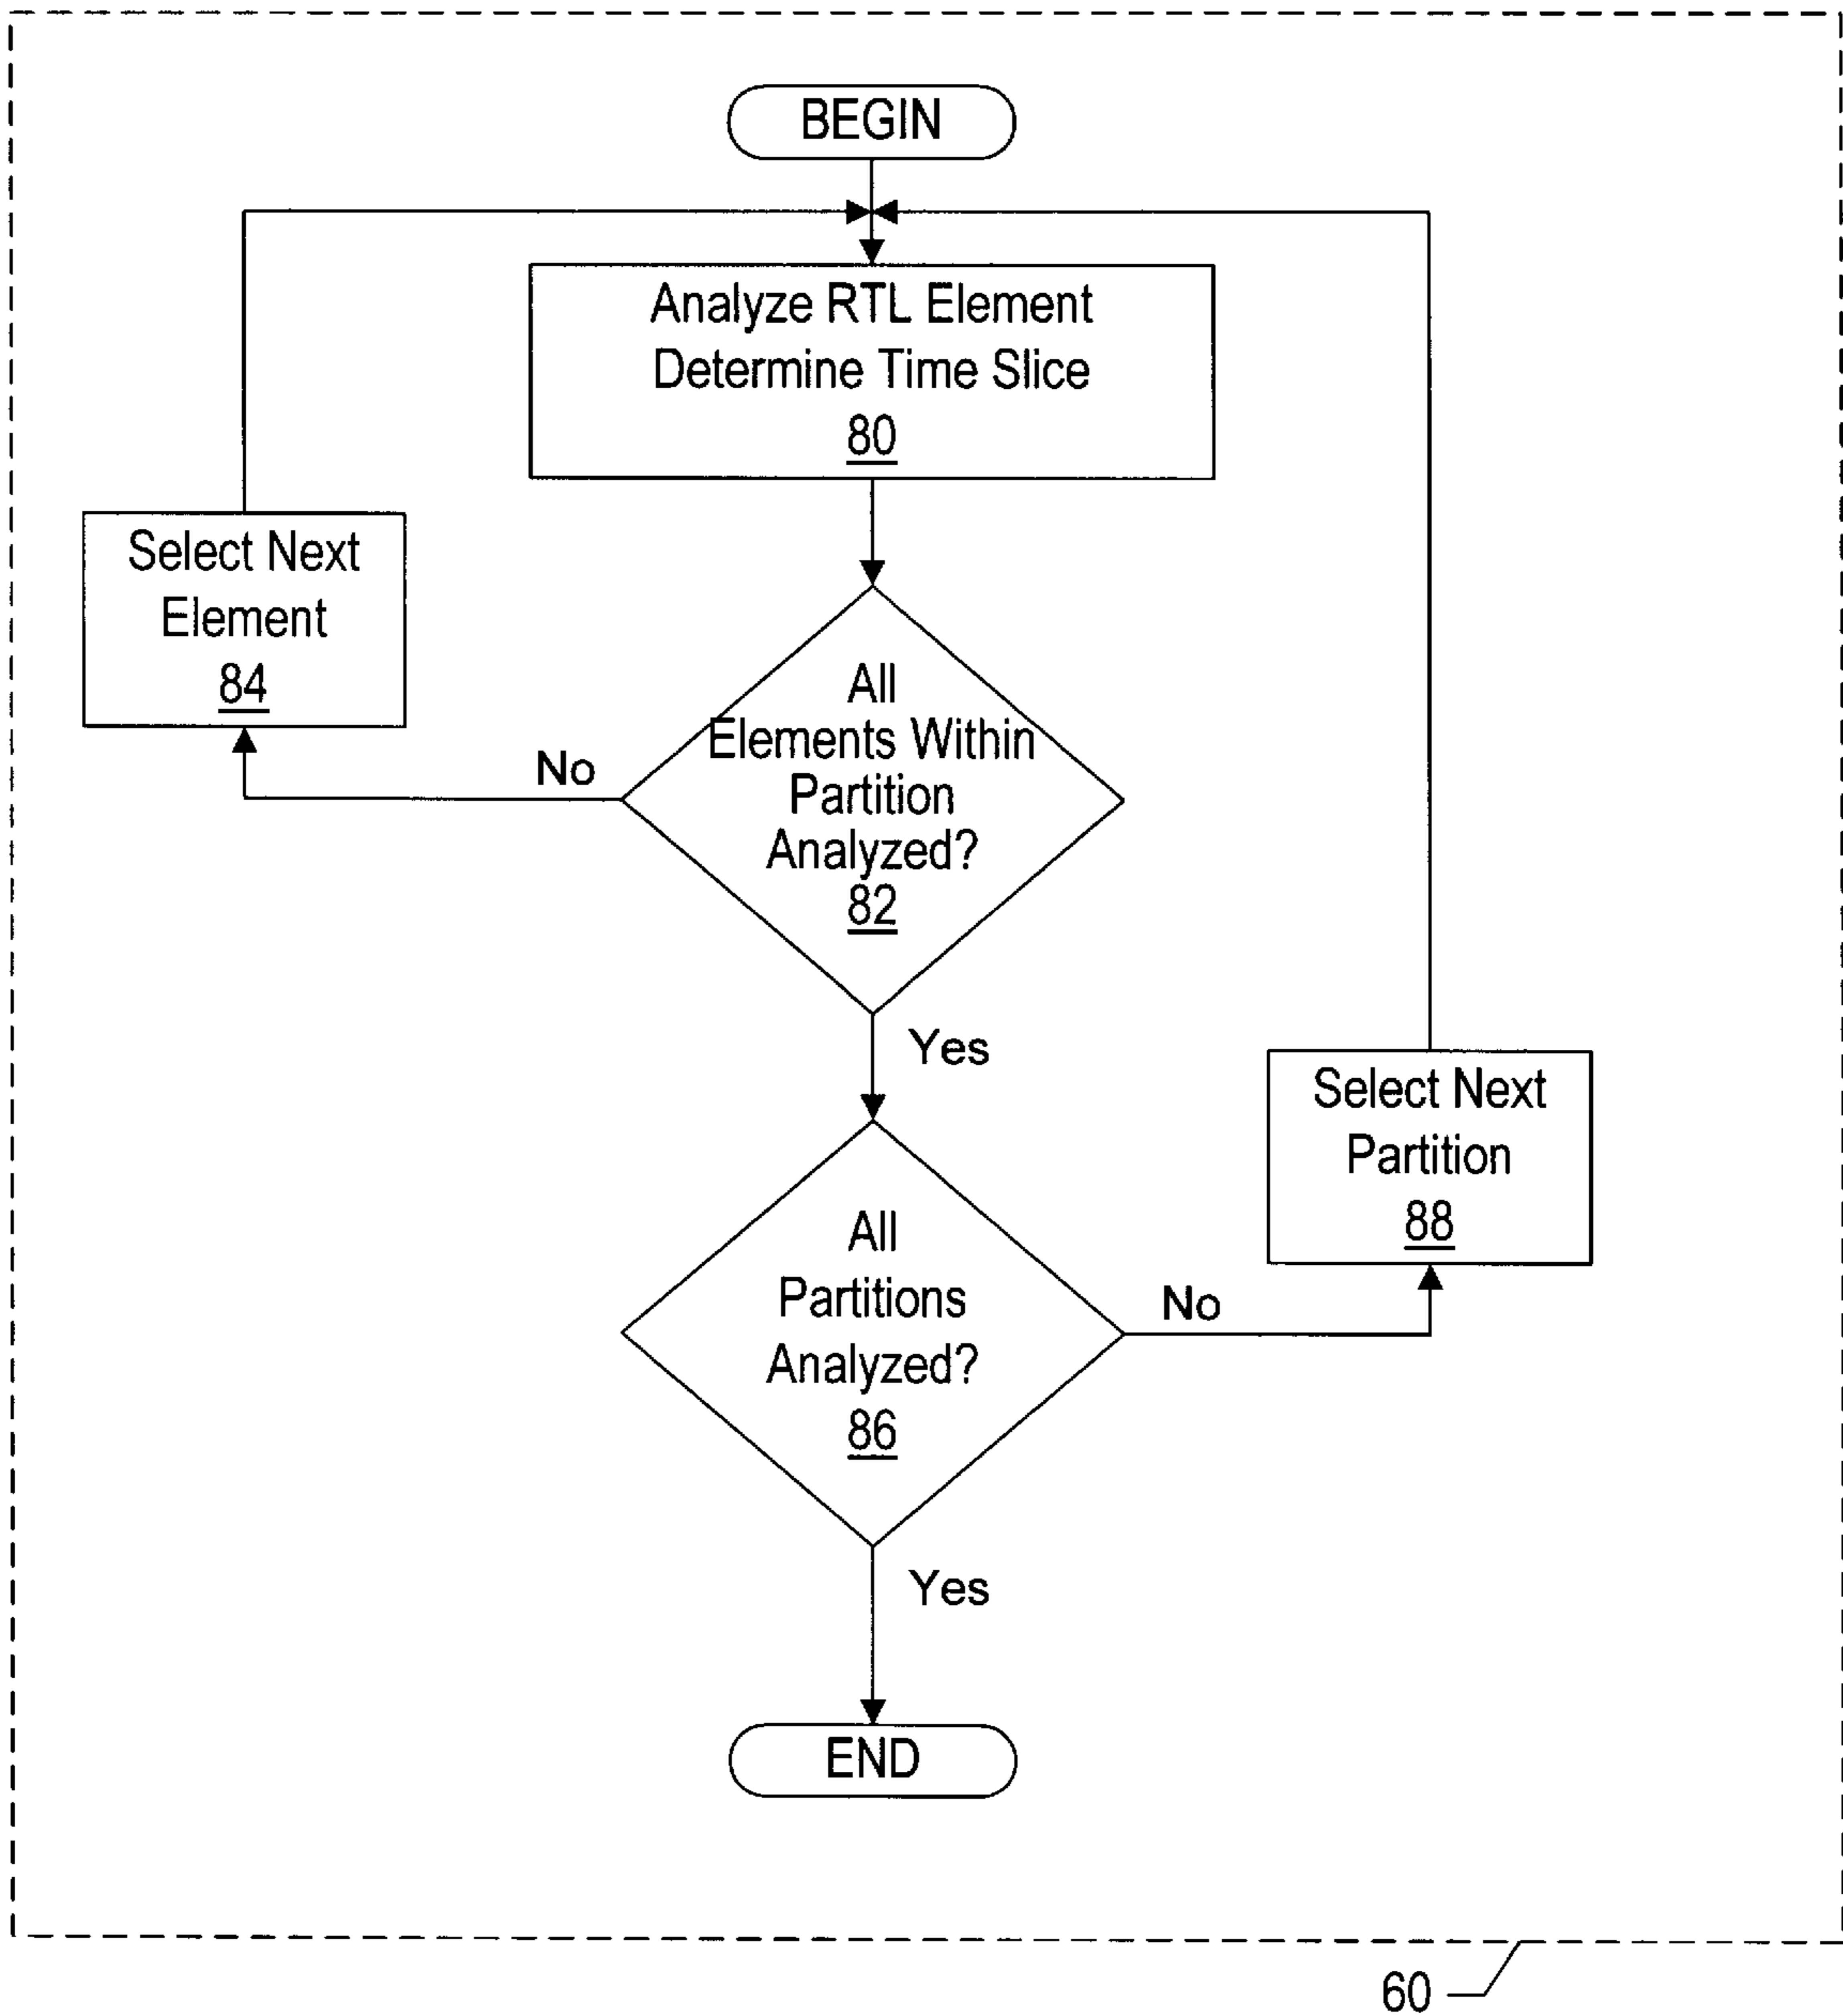 BEGIN
Analyze RTL Element
Determine Time Slice
80
Select Next
Element
84
All
Elements Within
Partition
Analyzed?
82
No
Yes
Select Next
Partition
88
All
Partitions
Analyzed?
86
No
Yes
END
60